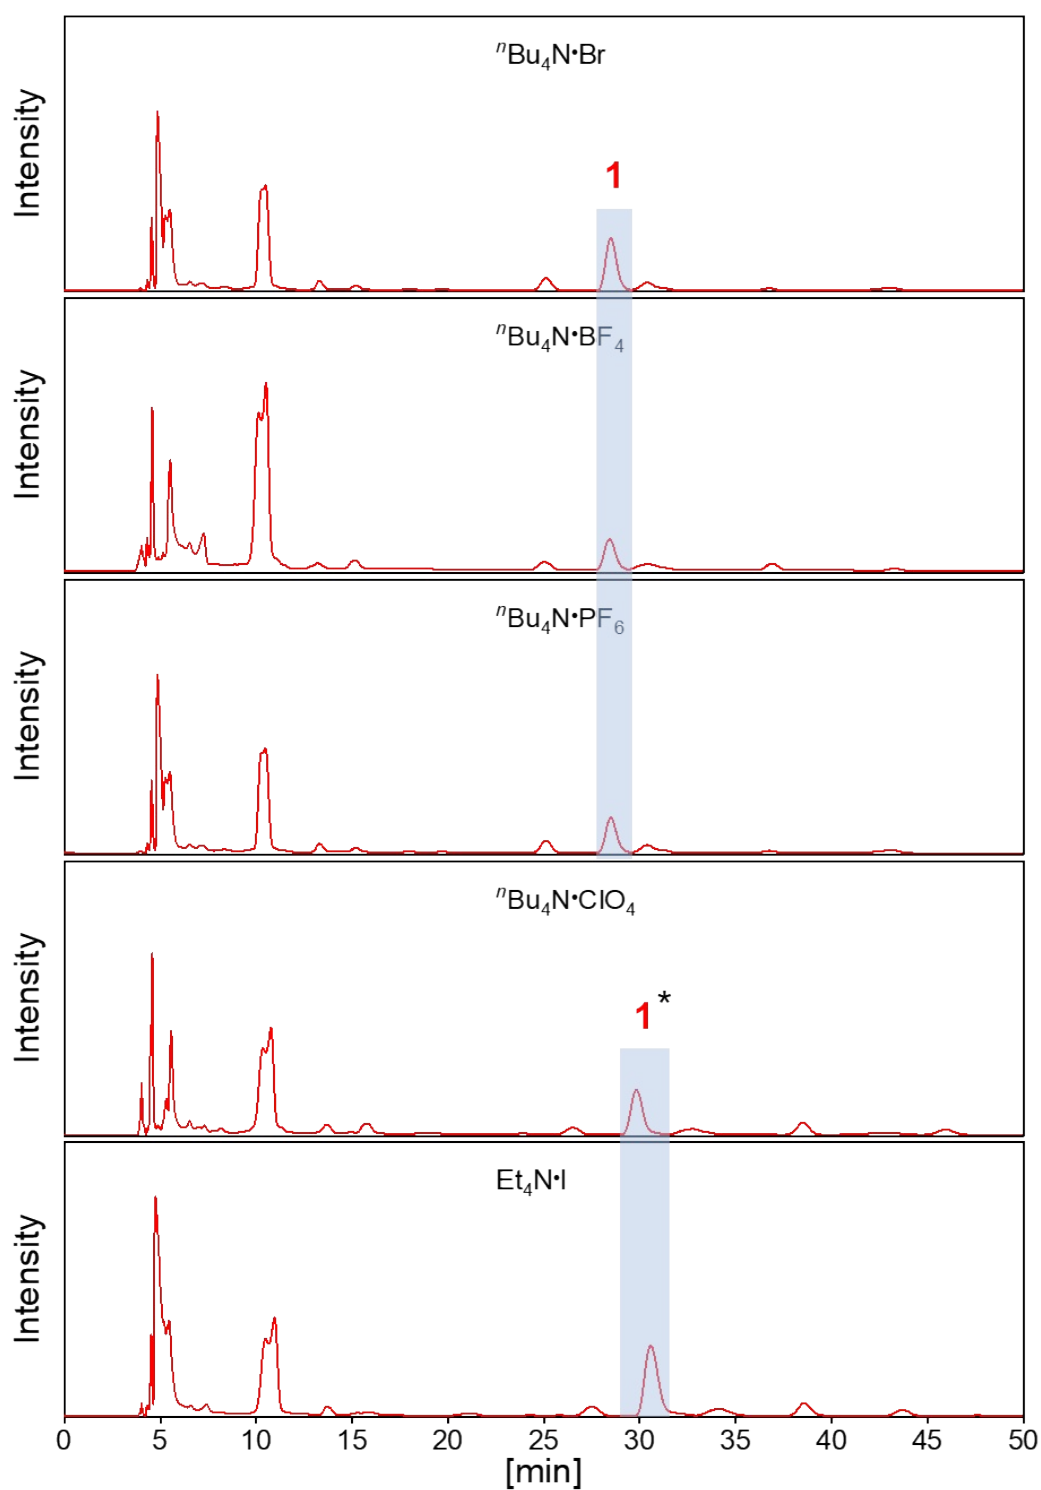 ⁿBu₄N•Br
Intensity
1
ⁿBu₄N•BF₄
Intensity
ⁿBu₄N•PF₆
Intensity
ⁿBu₄N•ClO₄
Intensity
1*
Et₄N•I
Intensity
0 5 10 15 20 25 30 35 40 45 50
[min]